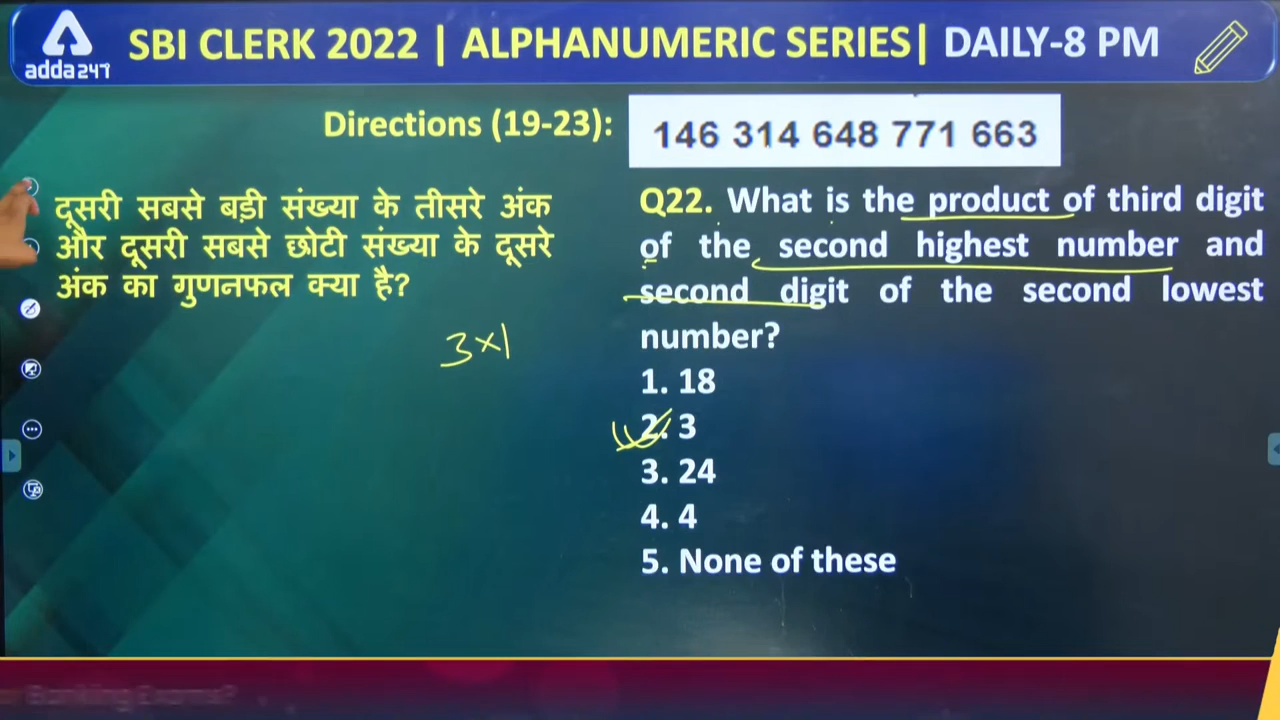 adda247
SBI CLERK 2022 | ALPHANUMERIC SERIES| DAILY-8 PM
Directions (19-23):
146 314 648 771 663
दूसरी सबसे बड़ी संख्या के तीसरे अंक
और दूसरी सबसे छोटी संख्या के दूसरे
अंक का गुणनफल क्या है?
3×1
Q22. What is the product of third digit
of the second highest number and
second digit of the second lowest
number?
1. 18
2. 3
3. 24
4. 4
5. None of these
Banking Exams?